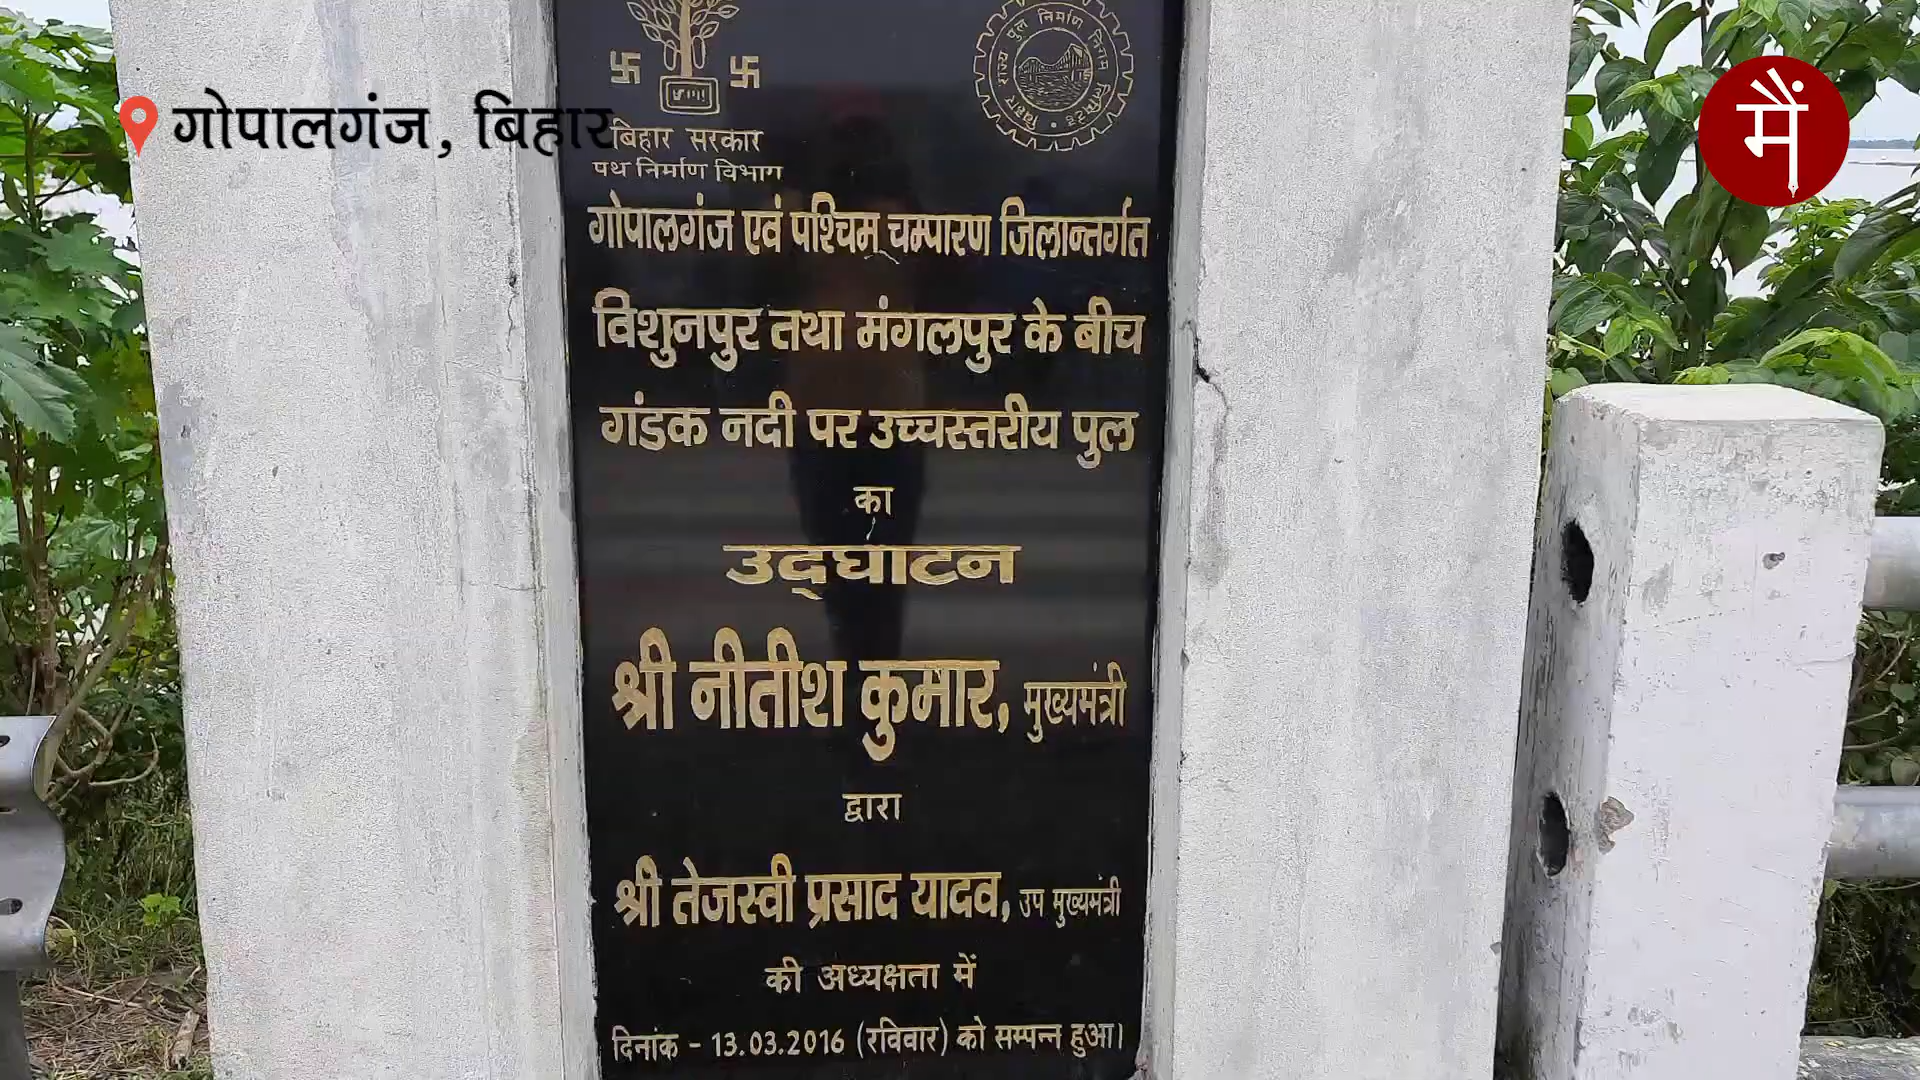 गोपालगंज, बिहार
मैं
बिहार राज्य पुल निर्माण निगम लिमिटेड
बिहार सरकार
पथ निर्माण विभाग
गोपालगंज एवं पश्चिम् चम्पारण जिलान्तर्गत
विशुनपुर तथा मंगलपुर के बीच
गंडक नदी पर उच्चस्तरीय पुल
का
उद्घाटन
श्री नीतीश कुमार, मुख्यमंत्री
द्वारा
श्री तेजस्वी प्रसाद यादव, उप मुख्यमंत्री
की अध्यक्षता में
दिनांक - 13.03.2016 (रविवार) को सम्पन्न हुआ।